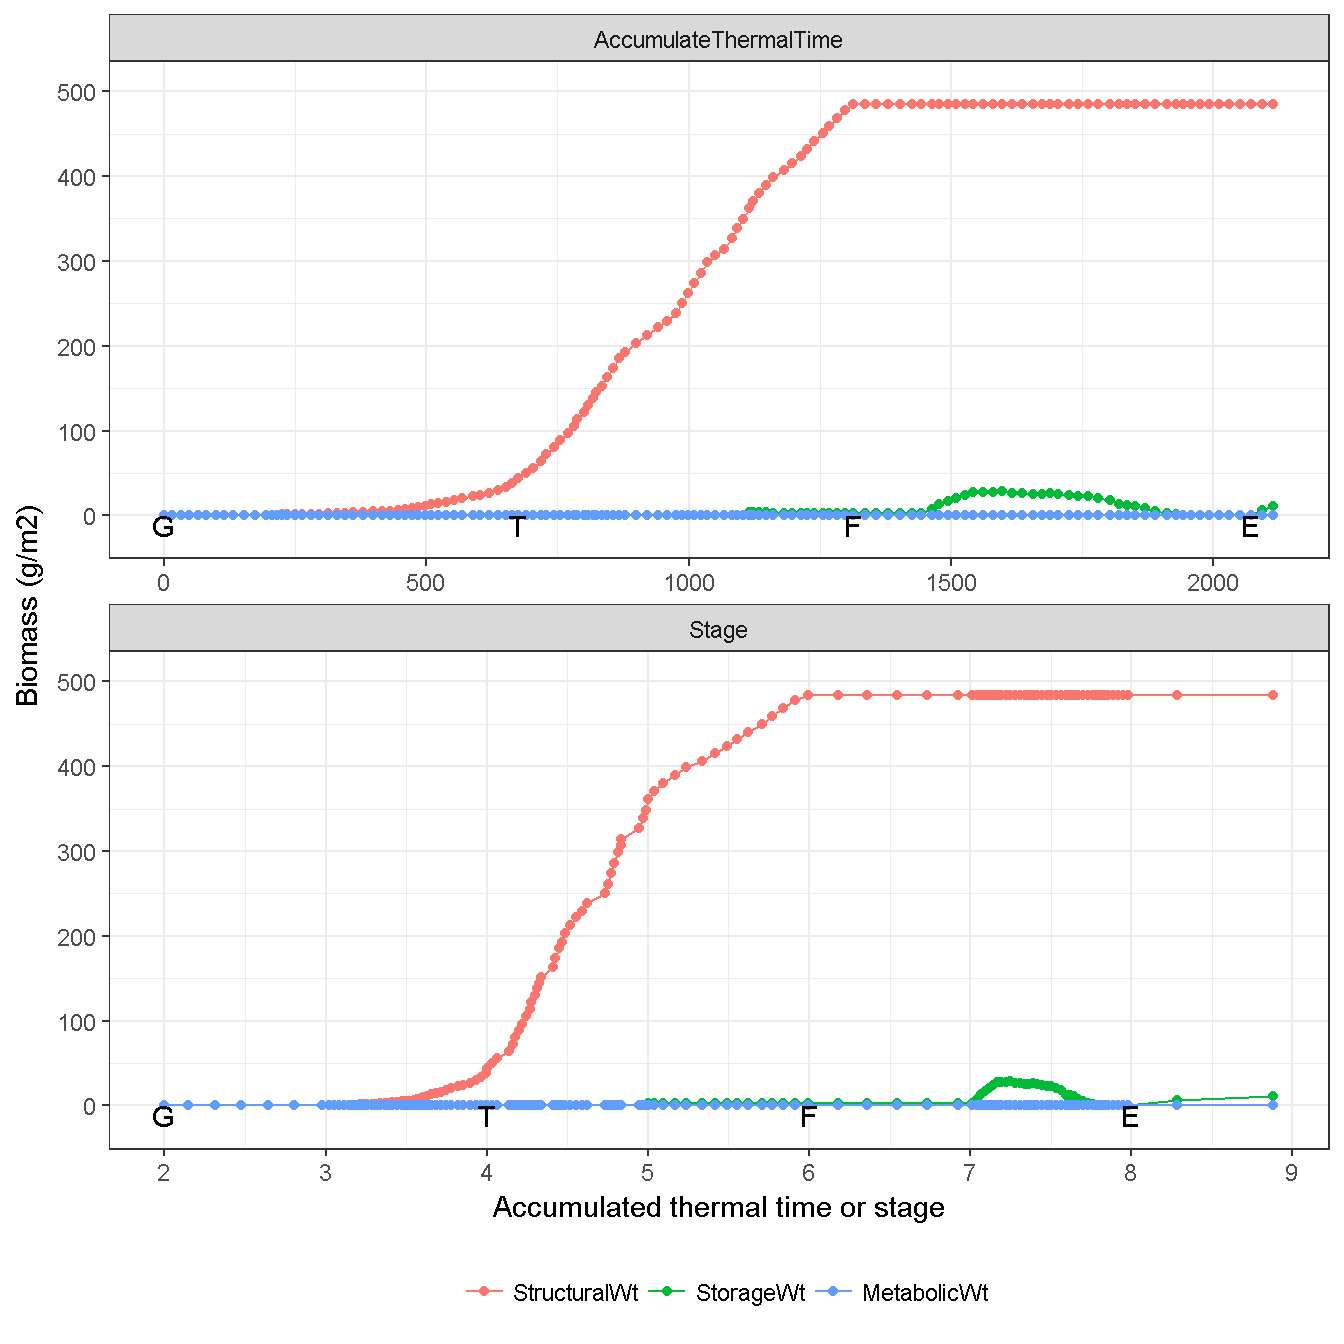 AccumulateThermalTime
500
400
300
200
100
0
G T F E
0 500 1000 1500 2000
Biomass (g/m2)
Stage
500
400
300
200
100
0
G T F E
2 3 4 5 6 7 8 9
Accumulated thermal time or stage
StructuralWt StorageWt MetabolicWt